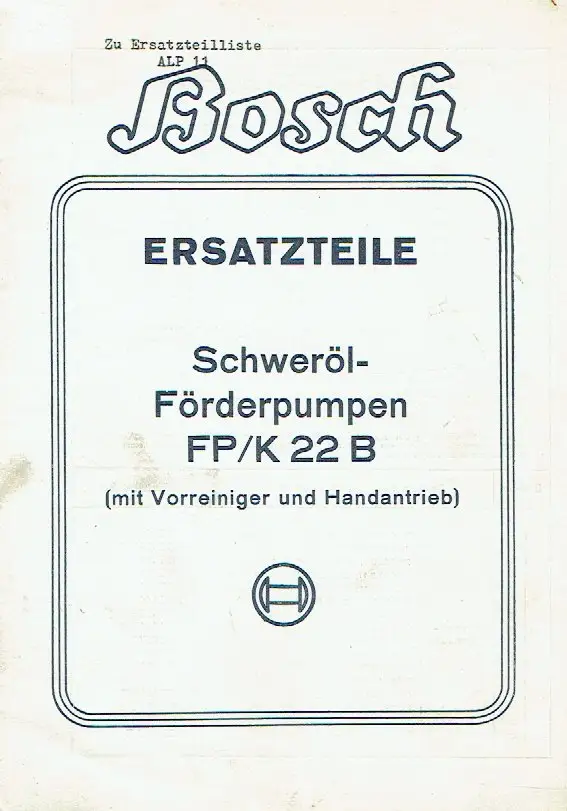 Zu Ersatzteilliste
ALP 11
Bosch
ERSATZTEILE
Schweröl-
Förderpumpen
FP/K 22 B
(mit Vorreiniger und Handantrieb)